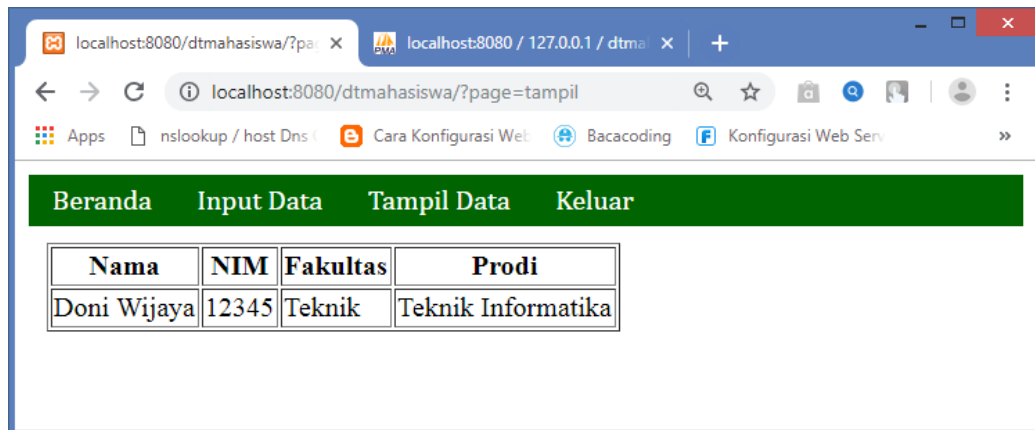 localhost:8080/dtmahasiswa/?pa localhost:8080 / 127.0.0.1 / dtma
localhost:8080/dtmahasiswa/?page=tampil
Apps nslookup / host Dns Cara Konfigurasi Web Bacacoding Konfigurasi Web Serv
Beranda Input Data Tampil Data Keluar
Nama NIM Fakultas Prodi
Doni Wijaya 12345 Teknik Teknik Informatika